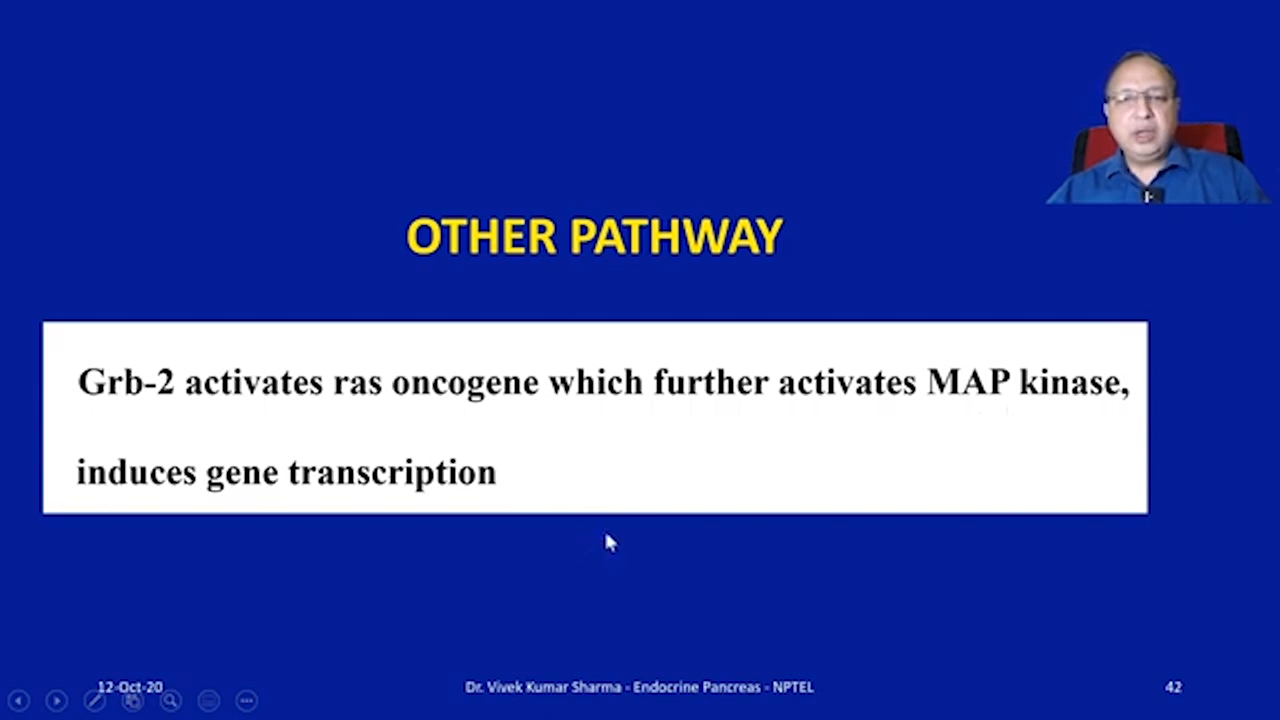 OTHER PATHWAY
Grb-2 activates ras oncogene which further activates MAP kinase,
induces gene transcription
12-Oct-20
Dr. Vivek Kumar Sharma - Endocrine Pancreas - NPTEL
42